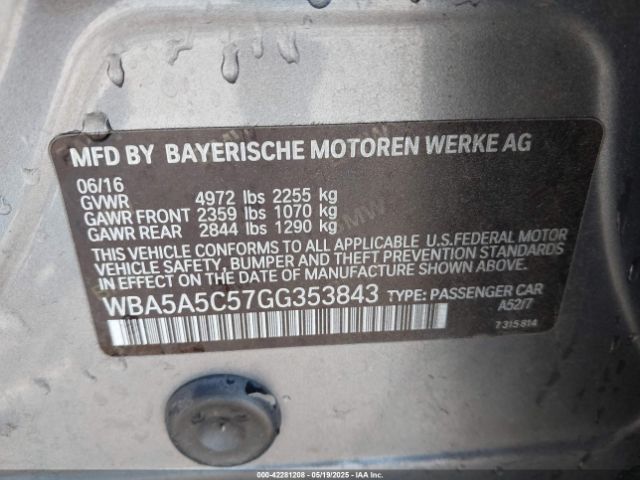 MFD BY BAYERISCHE MOTOREN WERKE AG
06/16
GVWR 4972 lbs 2255 kg
GAWR FRONT 2359 lbs 1070 kg
GAWR REAR 2844 lbs 1290 kg
THIS VEHICLE CONFORMS TO ALL APPLICABLE U.S.FEDERAL MOTOR
VEHICLE SAFETY, BUMPER AND THEFT PREVENTION STANDARDS
IN EFFECT ON THE DATE OF MANUFACTURE SHOWN ABOVE.
WBA5A5C57GG353843 TYPE: PASSENGER CAR
A52/7
7315814
000-42281208 - 05/19/2025 - IAAI.COM